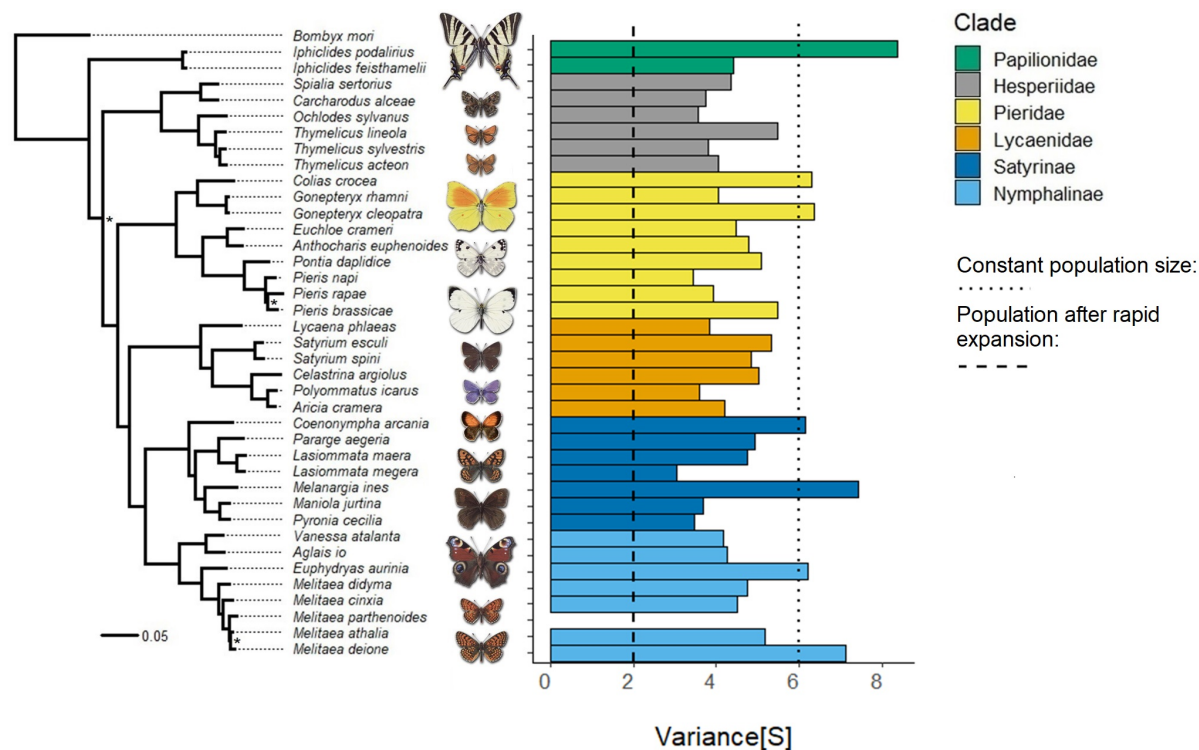 Bombyx mori
Iphiclides podalirius
Iphiclides feisthamelii
Spialia sertorius
Carcharodus alceae
Ochlodes sylvanus
Thymelicus lineola
Thymelicus sylvestris
Thymelicus acteon
Colias crocea
Gonepteryx rhamni
Gonepteryx cleopatra
Euchloe crameri
Anthocharis euphenoides
Pontia daplidice
Pieris napi
Pieris rapae
Pieris brassicae
Lycaena phlaeas
Satyrium esculi
Satyrium spini
Celastrina argiolus
Polyommatus icarus
Aricia cramera
Coenonympha arcania
Pararge aegeria
Lasiommata maera
Lasiommata megera
Melanargia ines
Maniola jurtina
Pyronia cecilia
Vanessa atalanta
Aglais io
Euphydryas aurinia
Melitaea didyma
Melitaea cinxia
Melitaea parthenoides
Melitaea athalia
Melitaea deione
*
*
*
0.05
0 2 4 6 8
Variance[S]
Clade
Papilionidae
Hesperiidae
Pieridae
Lycaenidae
Satyrinae
Nymphalinae
Constant population size:
Population after rapid
expansion: